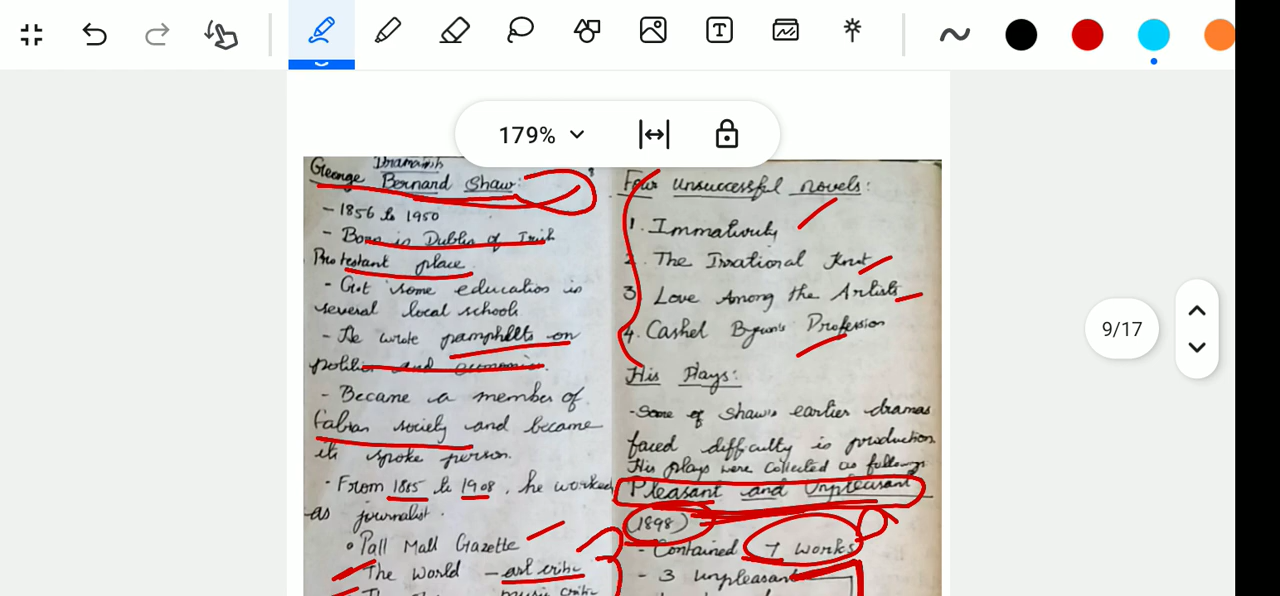 179%
9/17
Dramatist
George Bernard Shaw:
- 1856 to 1950
- Born in Dublin of Irish
Protestant place
- Got some education in
several local schools
- He wrote pamphlets on
politics and economics.
- Became a member of
Fabian society and became
its spoke person.
- From 1885 to 1908, he worked
as journalist.
• Pall Mall Gazette
• The World - art critic
music critic
Four unsuccessful novels:
1. Immaturity
2. The Irrational Knot
3. Love Among the Artists
4. Cashel Byron's Profession
His Plays:
- Some of Shaw's earlier dramas
faced difficulty in production.
His plays were collected as follows
Pleasant and Unpleasant
(1898)
- Contained 7 works
- 3 unpleasant